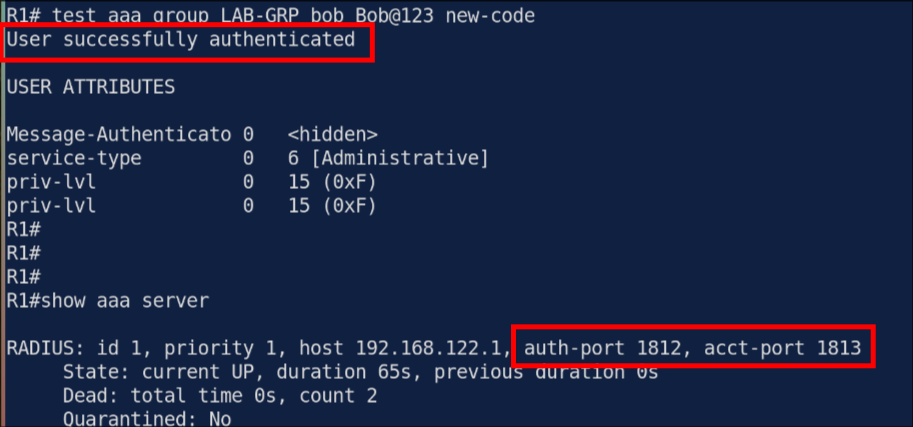 R1# test aaa group LAB-GRP bob Bob@123 new-code
User successfully authenticated
USER ATTRIBUTES
Message-Authenticato 0 <hidden>
service-type 0 6 [Administrative]
priv-lvl 0 15 (0xF)
priv-lvl 0 15 (0xF)
R1#
R1#
R1#
R1#show aaa server
RADIUS: id 1, priority 1, host 192.168.122.1, auth-port 1812, acct-port 1813
State: current UP, duration 65s, previous duration 0s
Dead: total time 0s, count 2
Quarantined: No